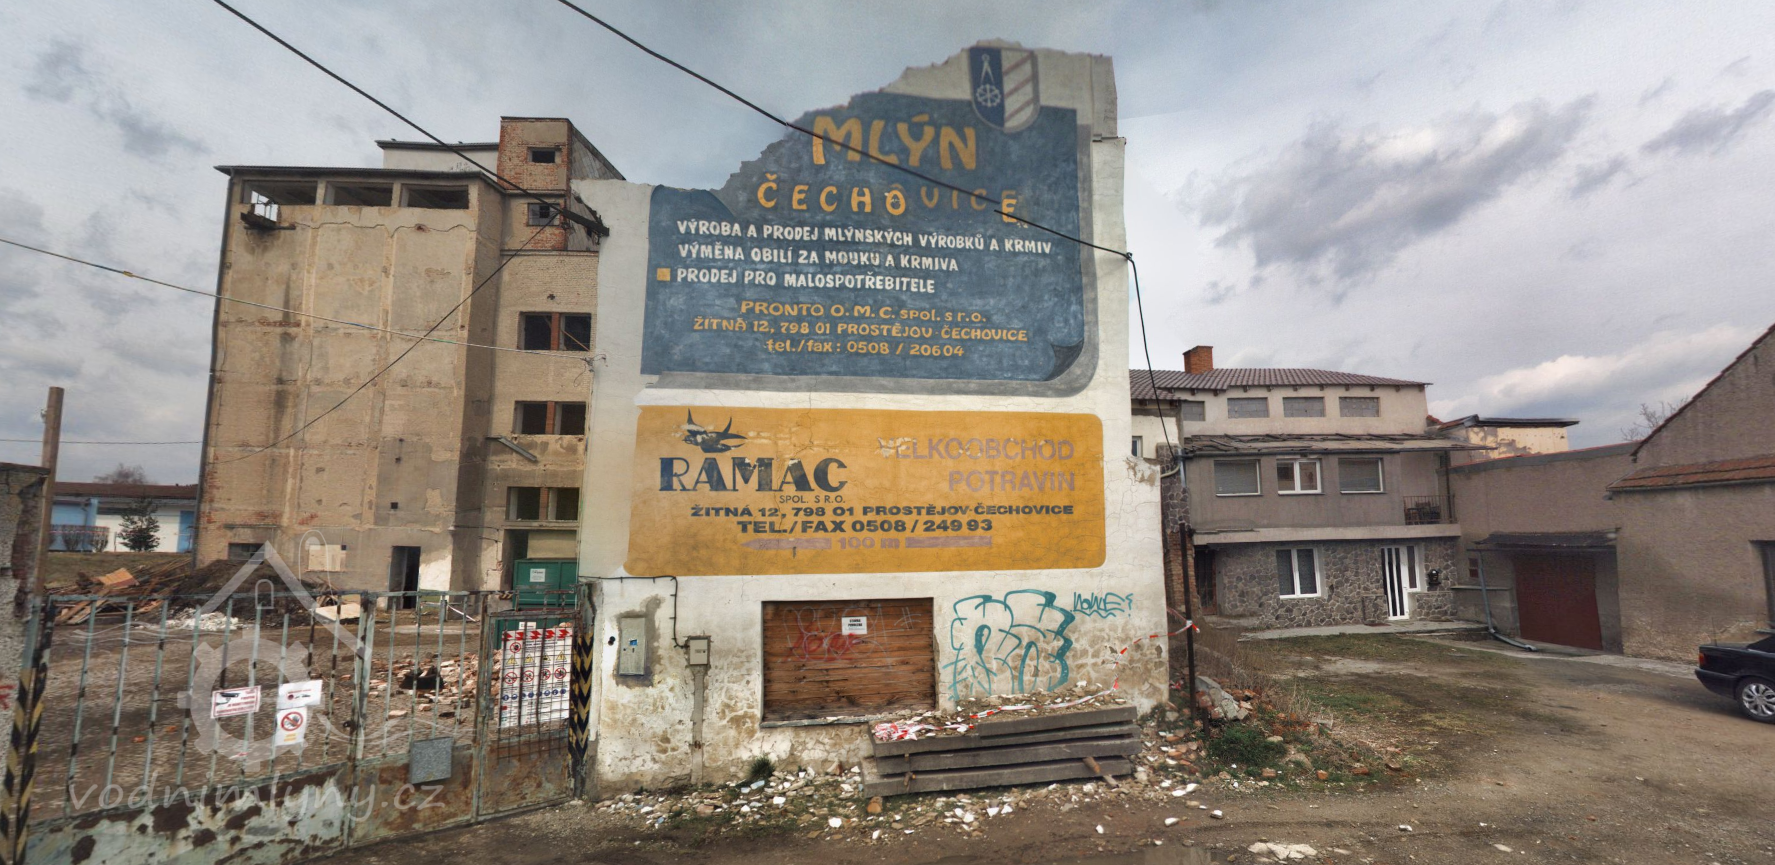 MLÝN
ČECHOVICE
VÝROBA A PRODEJ MLÝNSKÝCH VÝROBKŮ A KRMIV
VÝMĚNA OBILÍ ZA MOUKU A KRMIVA
PRODEJ PRO MALOSPOTŘEBITELE
PRONTO O.M.C. spol. s r.o.
ŽITNÁ 12, 798 01 PROSTĚJOV-ČECHOVICE
tel./fax: 0508 / 20604
RAMAC
SPOL. S R.O.
VELKOOBCHOD
POTRAVIN
ŽITNÁ 12, 798 01 PROSTĚJOV-ČECHOVICE
TEL./FAX 0508/249 93
100 m
vodnimlyny.cz